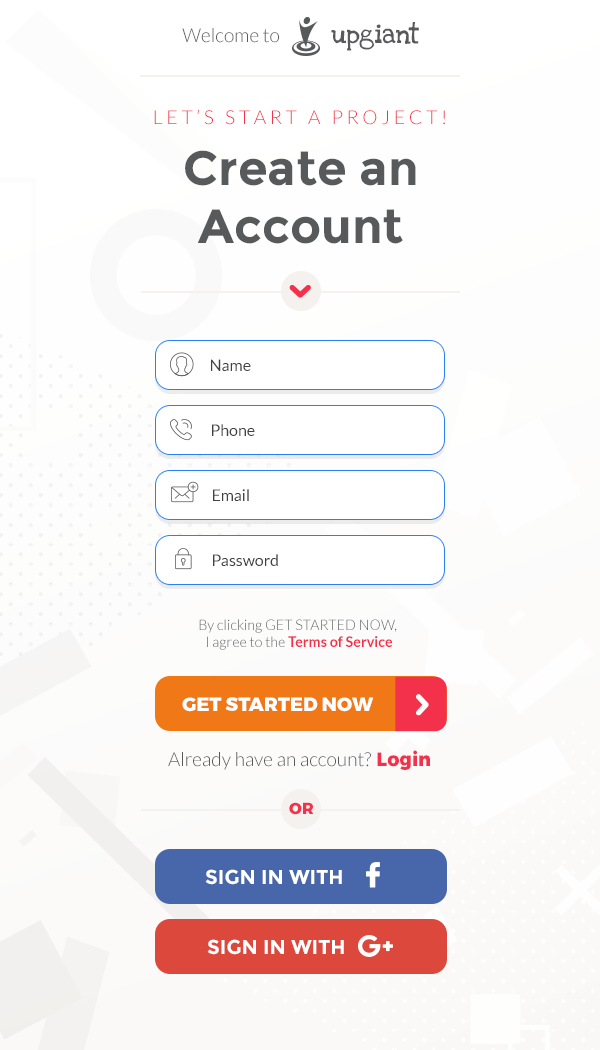 Welcome to upgiant
LET'S START A PROJECT!
Create an
Account
Name
Phone
Email
Password
By clicking GET STARTED NOW,
I agree to the Terms of Service
GET STARTED NOW
Already have an account? Login
OR
SIGN IN WITH f
SIGN IN WITH G+